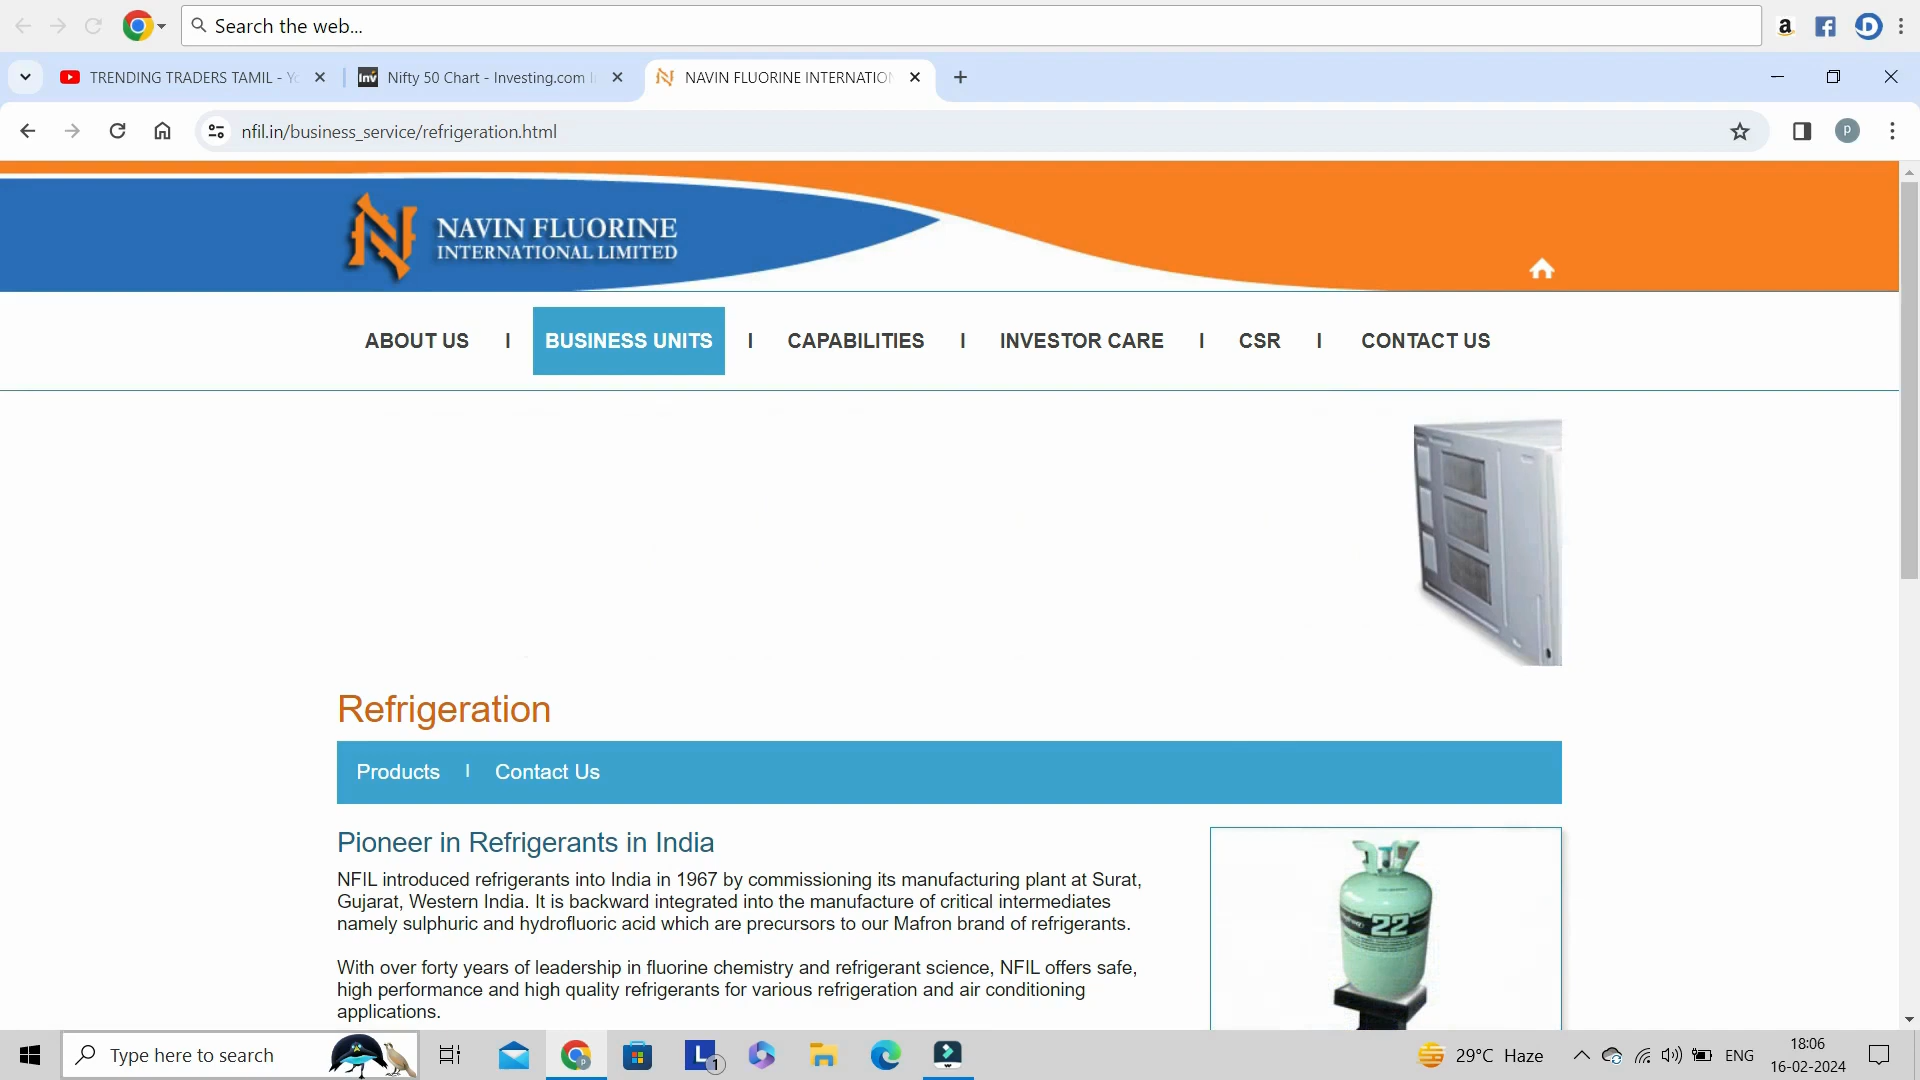 Search the web...
a
TRENDING TRADERS TAMIL - Yo
Inv
Nifty 50 Chart - Investing.com I
NAVIN FLUORINE INTERNATION
nfil.in/business_service/refrigeration.html
P
NAVIN FLUORINE
INTERNATIONAL LIMITED
ABOUT US I BUSINESS UNITS I CAPABILITIES I INVESTOR CARE I CSR I CONTACT US
Refrigeration
Products I Contact Us
Pioneer in Refrigerants in India
NFIL introduced refrigerants into India in 1967 by commissioning its manufacturing plant at Surat,
Gujarat, Western India. It is backward integrated into the manufacture of critical intermediates
namely sulphuric and hydrofluoric acid which are precursors to our Mafron brand of refrigerants.
With over forty years of leadership in fluorine chemistry and refrigerant science, NFIL offers safe,
high performance and high quality refrigerants for various refrigeration and air conditioning
applications.
22
Type here to search
L 1
29°C Haze
ENG
18:06
16-02-2024